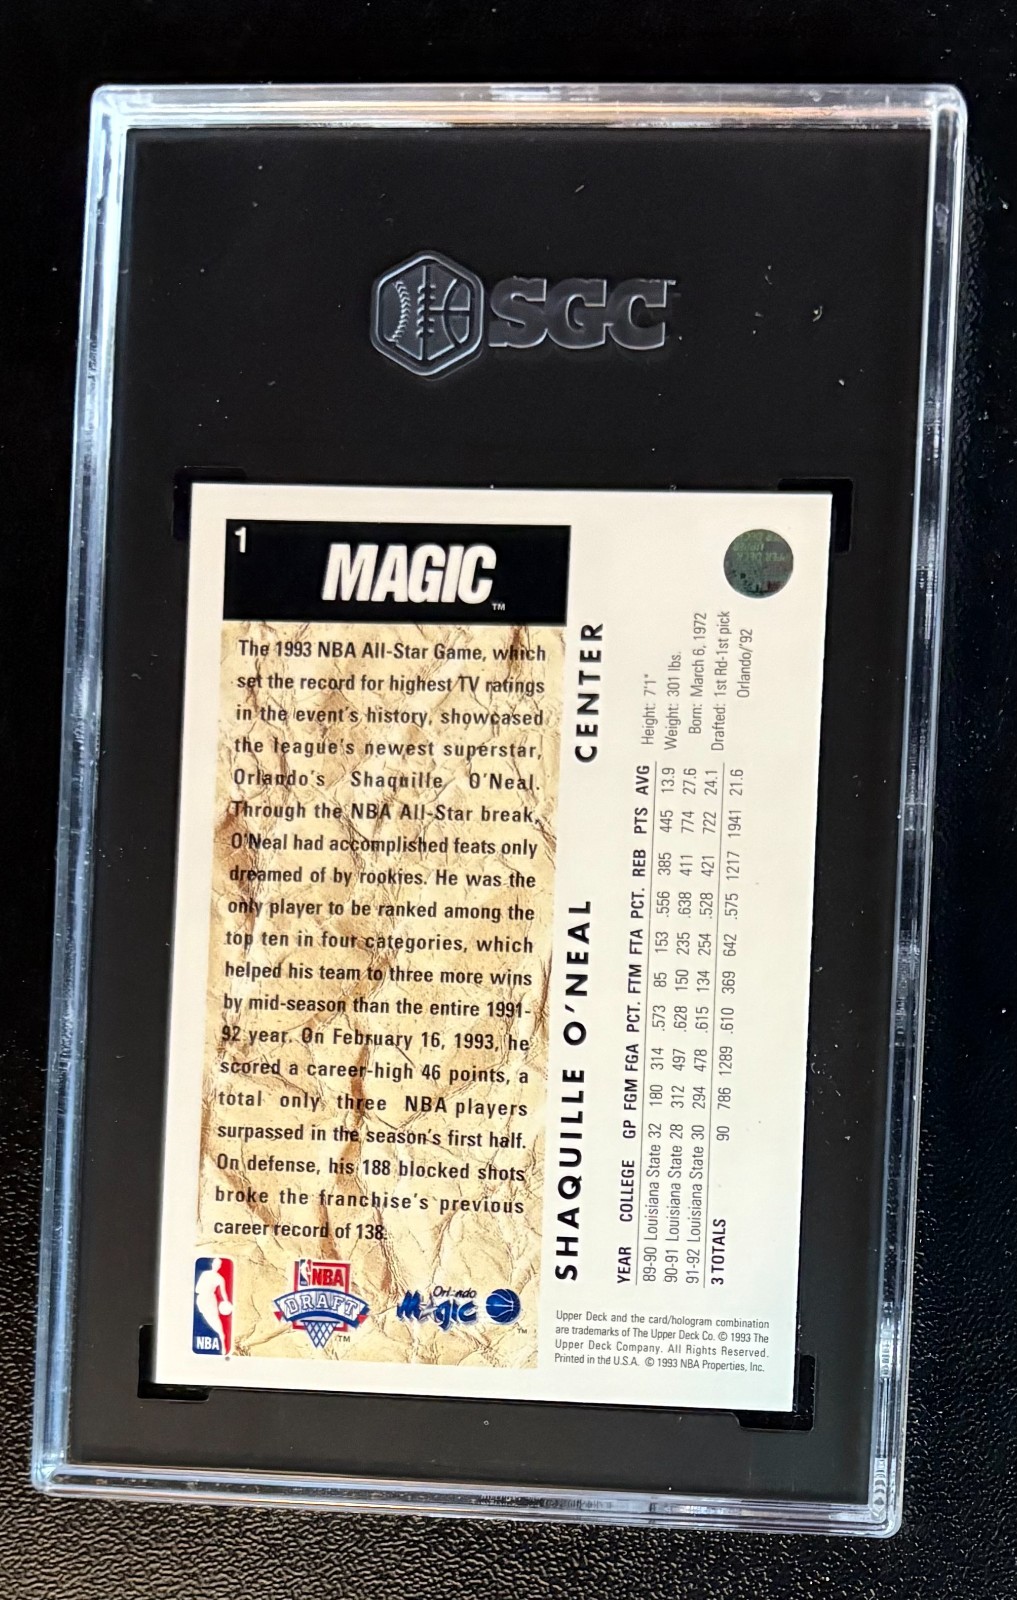 SGC
1
MAGIC™
The 1993 NBA All-Star Game, which
set the record for highest TV ratings
in the event's history, showcased
the league's newest superstar,
Orlando's Shaquille O'Neal.
Through the NBA All-Star break,
O'Neal had accomplished feats only
dreamed of by rookies. He was the
only player to be ranked among the
top ten in four categories, which
helped his team to three more wins
by mid-season than the entire 1991-
92 year. On February 16, 1993, he
scored a career-high 46 points, a
total only three NBA players
surpassed in the season's first half.
On defense, his 188 blocked shots
broke the franchise's previous
career record of 138.
NBA
NBA
DRAFT™
Orlando
Magic™
SHAQUILLE O'NEAL CENTER
Height: 7'1"
Weight: 301 lbs.
Born: March 6, 1972
Drafted: 1st Rd-1st pick
Orlando/'92
YEAR COLLEGE GP FGM FGA PCT. FTM FTA PCT. REB PTS AVG
89-90 Louisiana State 32 180 314 .573 85 153 .556 385 445 13.9
90-91 Louisiana State 28 312 497 .628 150 235 .638 411 774 27.6
91-92 Louisiana State 30 294 478 .615 134 254 .528 421 722 24.1
3 TOTALS 90 786 1289 .610 369 642 .575 1217 1941 21.6
Upper Deck and the card/hologram combination
are trademarks of The Upper Deck Co. © 1993 The
Upper Deck Company. All Rights Reserved.
Printed in the U.S.A. © 1993 NBA Properties, Inc.